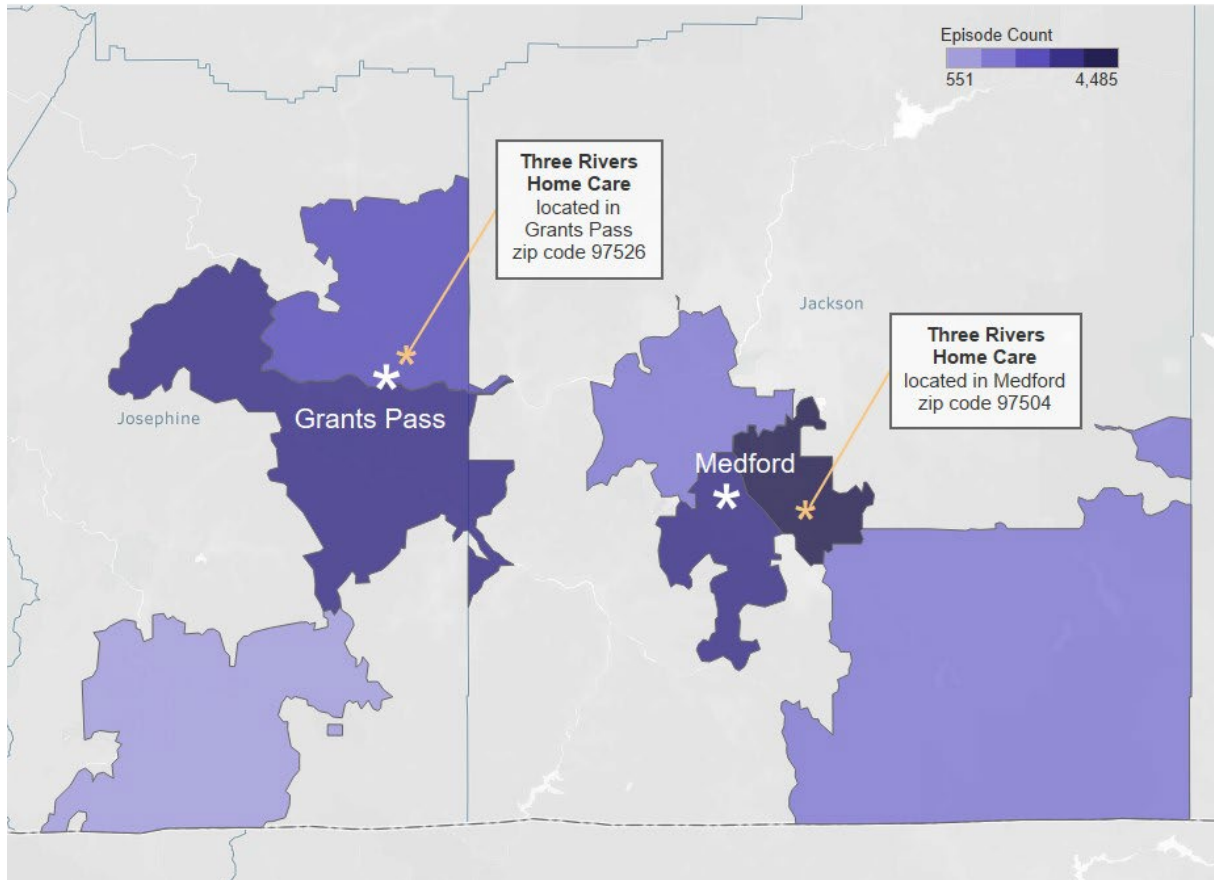 Episode Count
551 4,485
Three Rivers
Home Care
located in
Grants Pass
zip code 97526
Jackson
Three Rivers
Home Care
located in Medford
zip code 97504
*
*
Grants Pass
Josephine
Medford
*
*